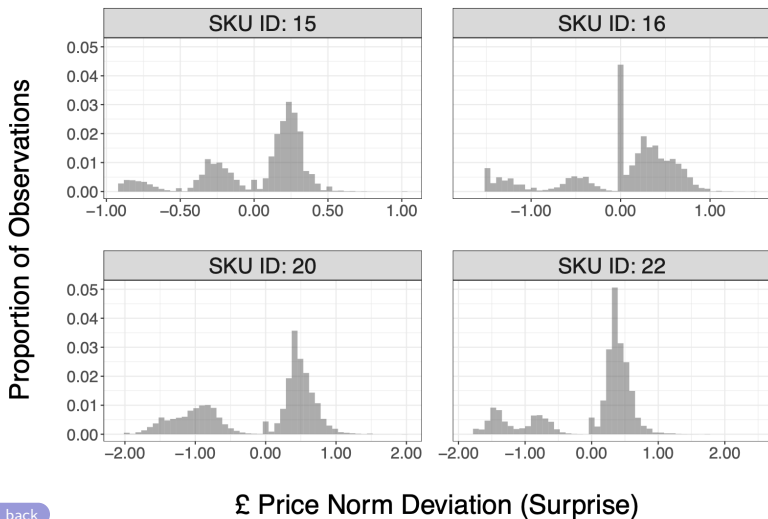 SKU ID: 15
SKU ID: 16
0.05
0.04
0.03
0.02
0.01
0.00
−1.00 −0.50 0.00 0.50 1.00
−1.00 0.00 1.00
Proportion of Observations
SKU ID: 20
SKU ID: 22
0.05
0.04
0.03
0.02
0.01
0.00
−2.00 −1.00 0.00 1.00 2.00
−2.00 −1.00 0.00 1.00 2.00
£ Price Norm Deviation (Surprise)
back